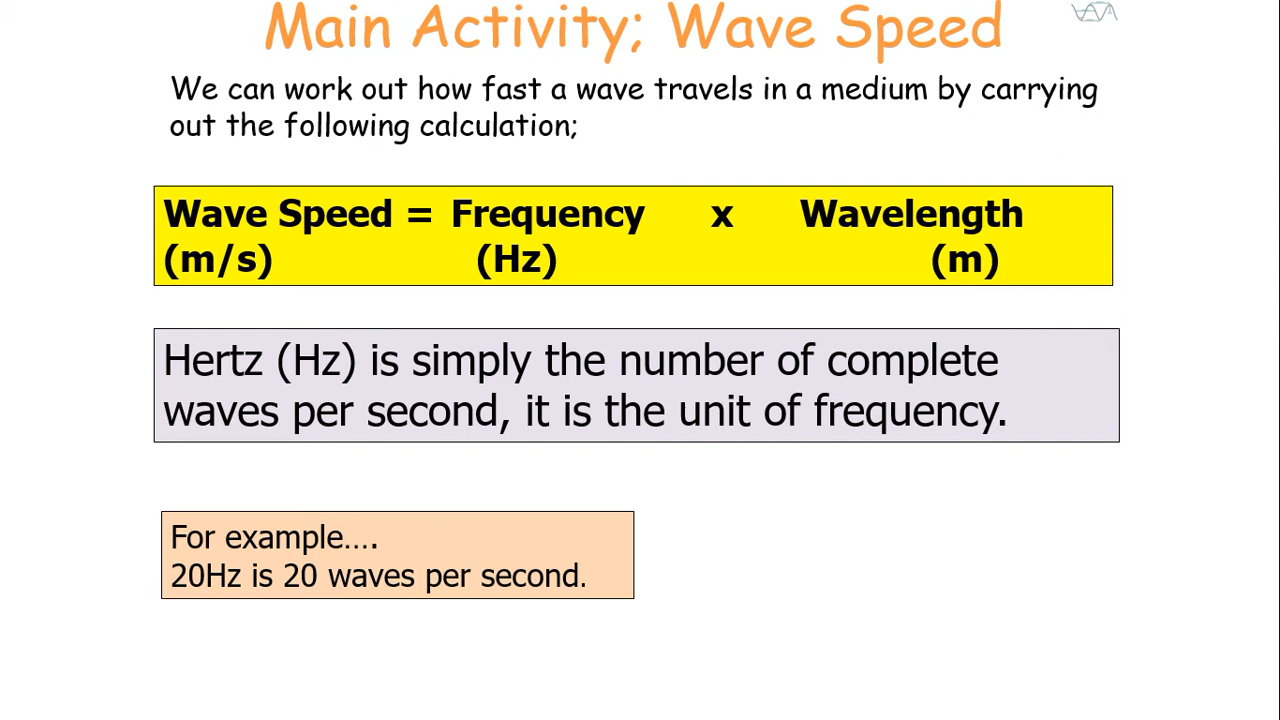 Main Activity; Wave Speed
We can work out how fast a wave travels in a medium by carrying
out the following calculation;
Wave Speed = Frequency x Wavelength
(m/s) (Hz) (m)
Hertz (Hz) is simply the number of complete
waves per second, it is the unit of frequency.
For example….
20Hz is 20 waves per second.